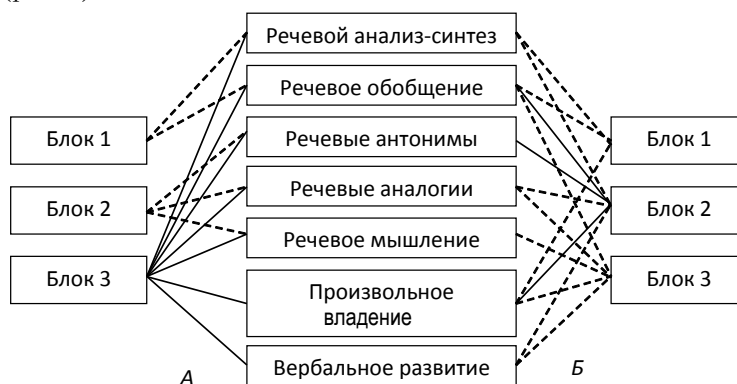 Речевой анализ-синтез
Речевое обобщение
Блок 1
Речевые антонимы
Блок 1
Блок 2
Речевые аналогии
Блок 2
Речевое мышление
Блок 3
Блок 3
Произвольное
владение
Вербальное развитие
А
Б